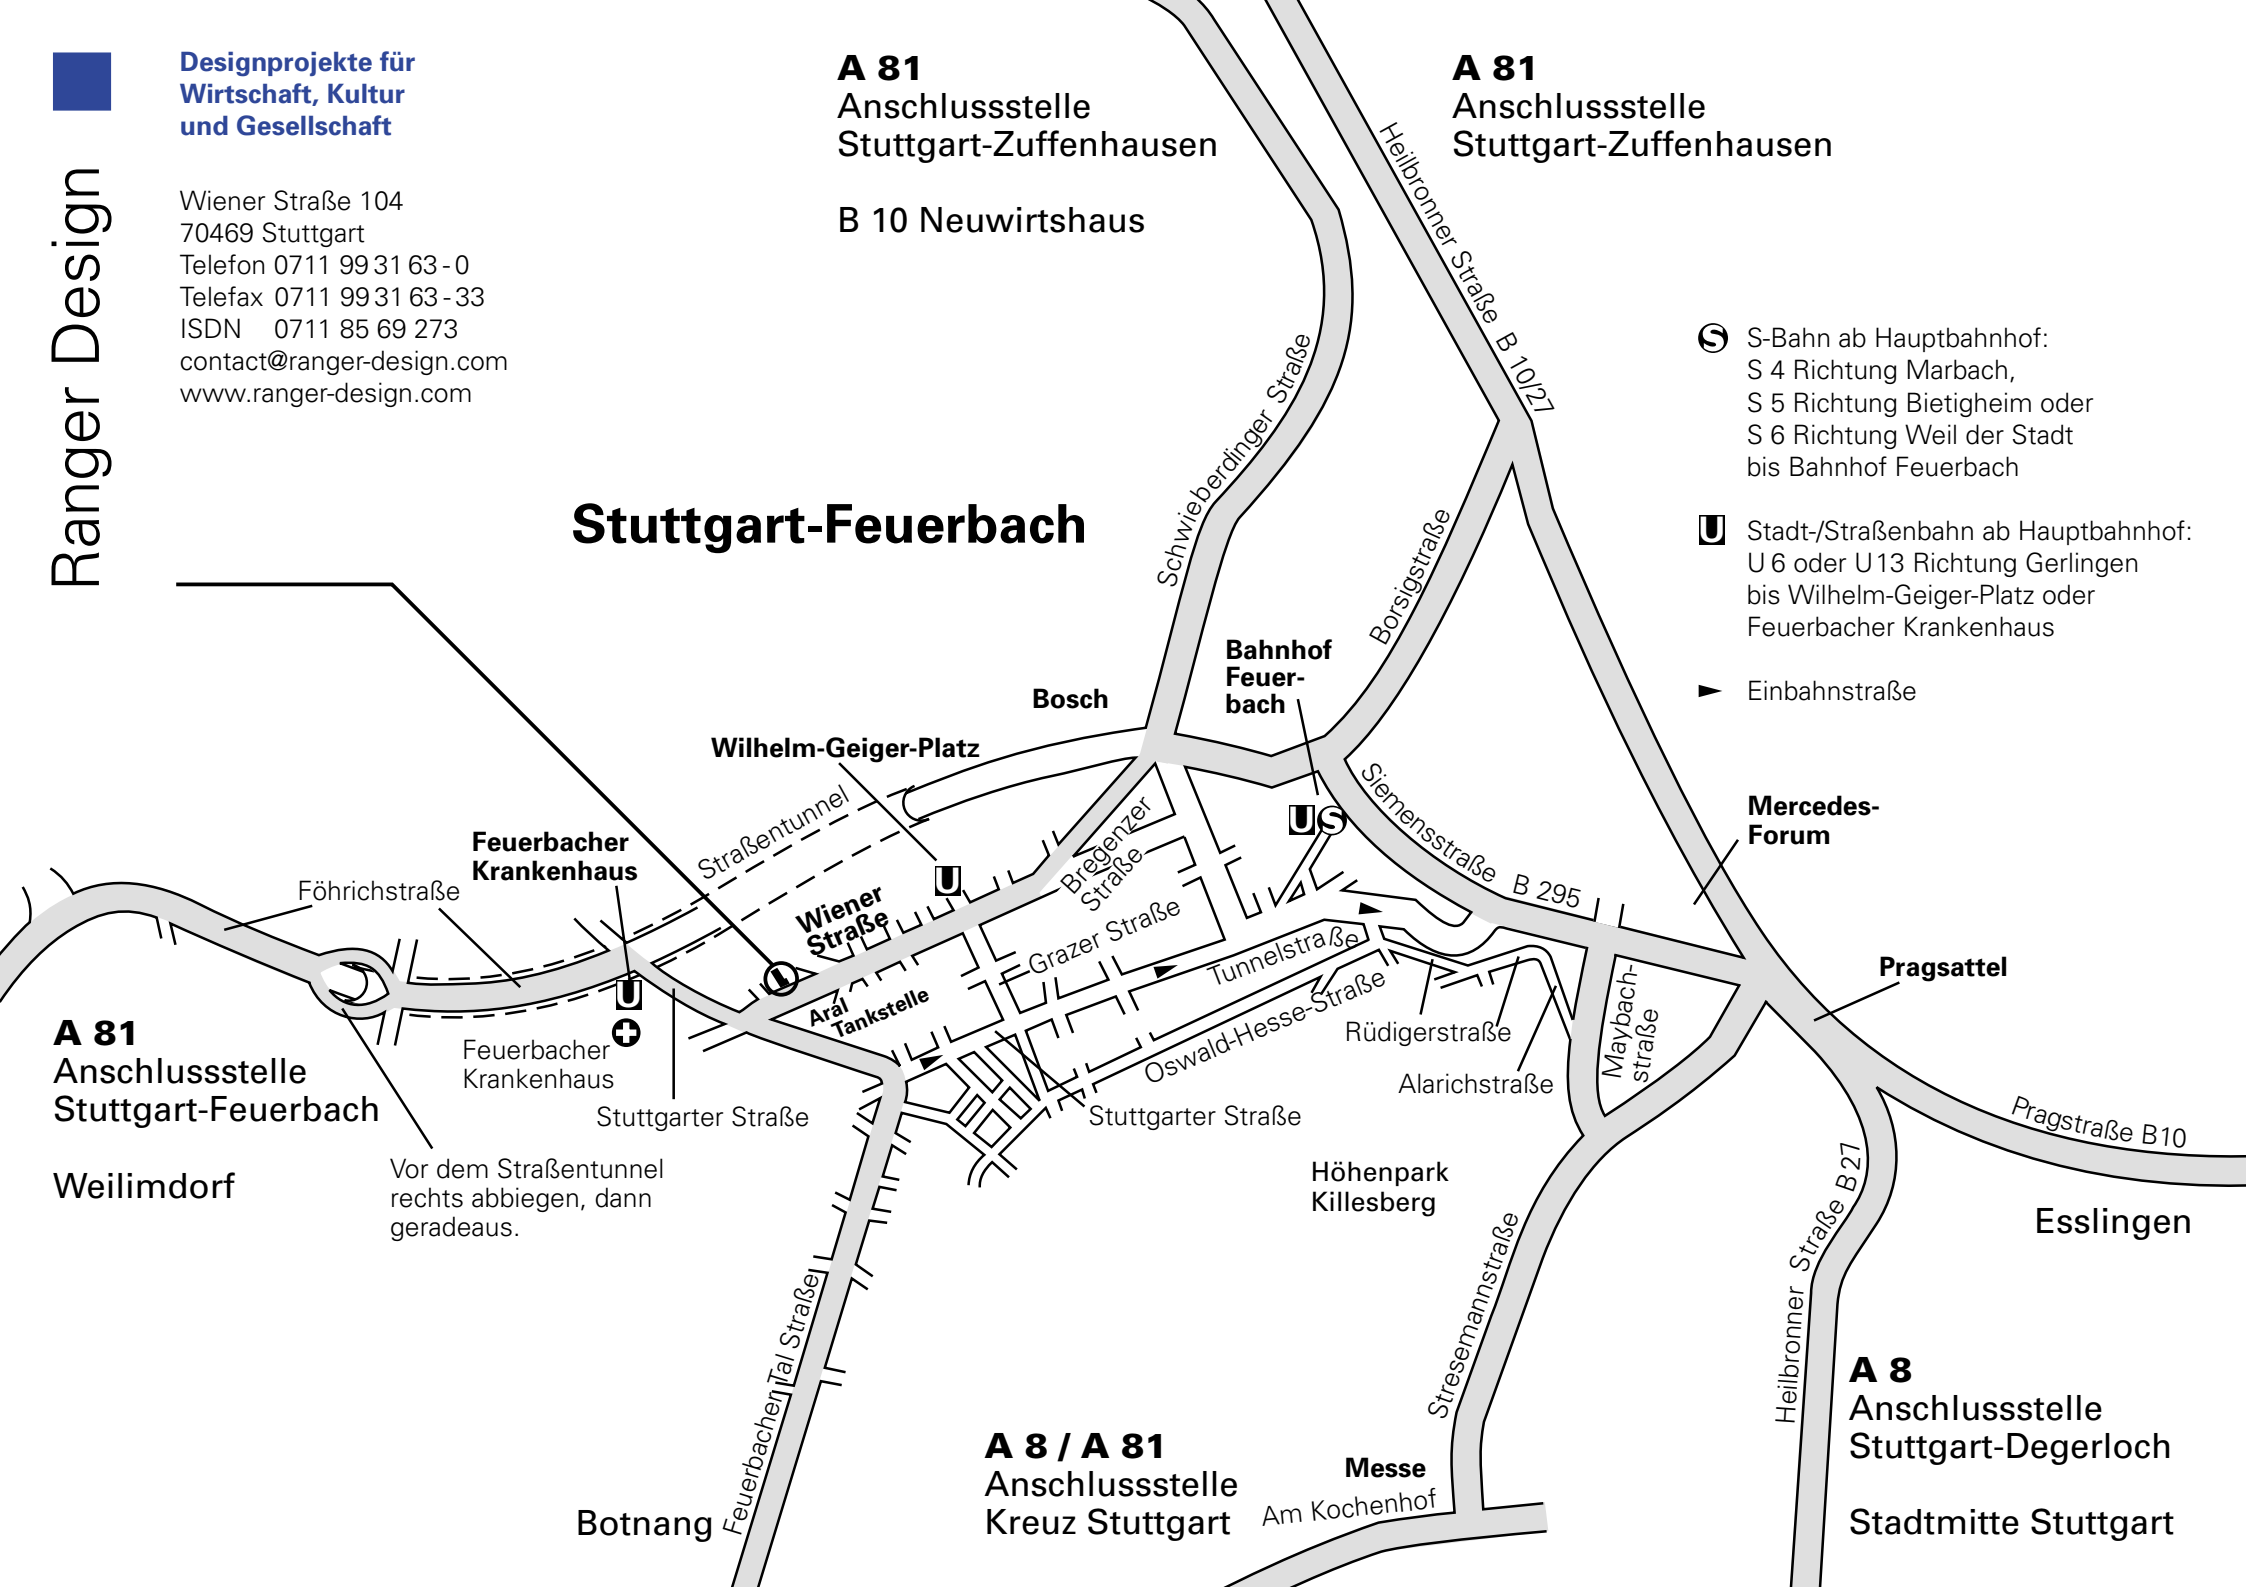 Ranger Design
Designprojekte für
Wirtschaft, Kultur
und Gesellschaft
Wiener Straße 104
70469 Stuttgart
Telefon 0711 99 31 63 - 0
Telefax 0711 99 31 63 - 33
ISDN 0711 85 69 273
contact@ranger-design.com
www.ranger-design.com
A 81
Anschlussstelle
Stuttgart-Zuffenhausen
B 10 Neuwirtshaus
A 81
Anschlussstelle
Stuttgart-Zuffenhausen
Heilbronner Straße B 10/27
S
S-Bahn ab Hauptbahnhof:
S 4 Richtung Marbach,
S 5 Richtung Bietigheim oder
S 6 Richtung Weil der Stadt
bis Bahnhof Feuerbach
U
Stadt-/Straßenbahn ab Hauptbahnhof:
U 6 oder U 13 Richtung Gerlingen
bis Wilhelm-Geiger-Platz oder
Feuerbacher Krankenhaus
Einbahnstraße
Stuttgart-Feuerbach
Schwieberdinger Straße
Borsigstraße
Bahnhof
Feuer-
bach
Bosch
Wilhelm-Geiger-Platz
Straßentunnel
Siemensstraße B 295
U
S
Mercedes-
Forum
Feuerbacher
Krankenhaus
Föhrichstraße
Bregenzer
Straße
U
Wiener
Straße
Grazer Straße
Tunnelstraße
Pragsattel
Aral
Tankstelle
Oswald-Hesse-Straße
Rüdigerstraße
Maybach-
straße
Alarichstraße
U
A 81
Anschlussstelle
Stuttgart-Feuerbach
Weilimdorf
Feuerbacher
Krankenhaus
Stuttgarter Straße
Stuttgarter Straße
Vor dem Straßentunnel
rechts abbiegen, dann
geradeaus.
Höhenpark
Killesberg
Pragstraße B10
Esslingen
Heilbronner Straße B 27
Stresemannstraße
Feuerbacher Tal Straße
Botnang
A 8 / A 81
Anschlussstelle
Kreuz Stuttgart
Messe
Am Kochenhof
A 8
Anschlussstelle
Stuttgart-Degerloch
Stadtmitte Stuttgart